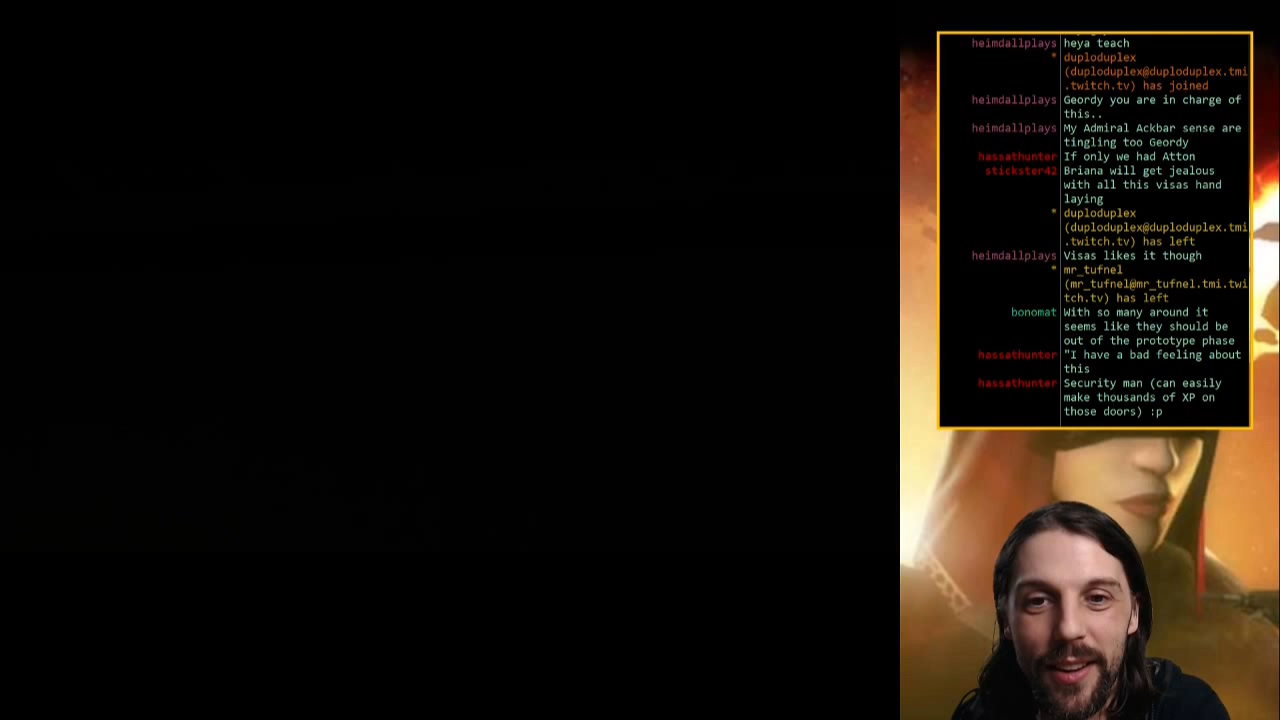 heimdallplays heya teach
* duploduplex
(duploduplex@duploduplex.tmi
.twitch.tv) has joined
heimdallplays Geordy you are in charge of
this..
heimdallplays My Admiral Ackbar sense are
tingling too Geordy
hassathunter If only we had Atton
stickster42 Briana will get jealous
with all this visas hand
laying
* duploduplex
(duploduplex@duploduplex.tmi
.twitch.tv) has left
heimdallplays Visas likes it though
* mr_tufnel
(mr_tufnel@mr_tufnel.tmi.twi
tch.tv) has left
bonomat With so many around it
seems like they should be
out of the prototype phase
hassathunter "I have a bad feeling about
this
hassathunter Security man (can easily
make thousands of XP on
those doors) :p